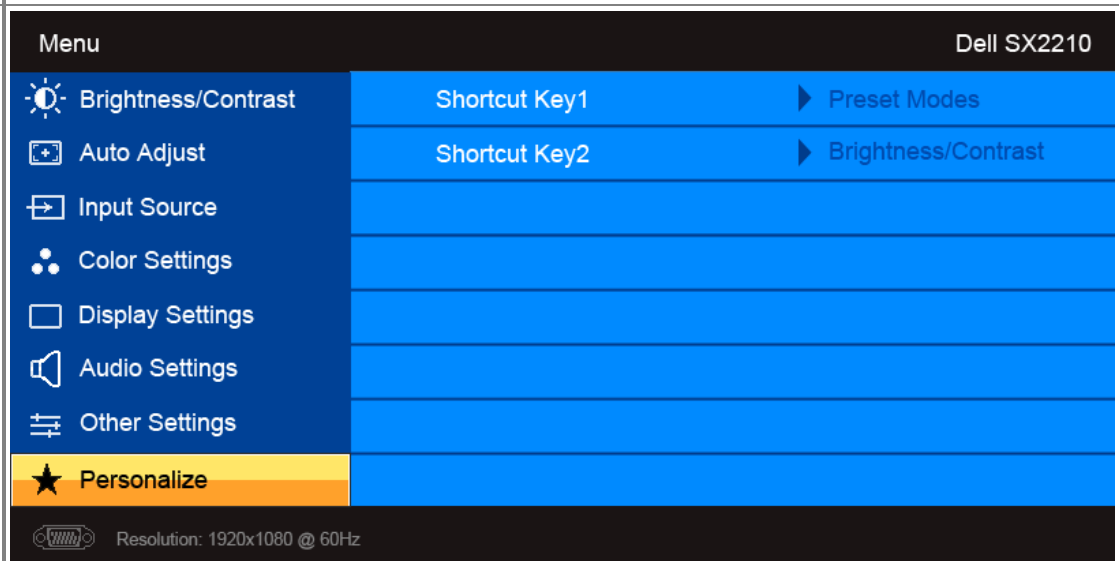 Menu Dell SX2210
Brightness/Contrast Shortcut Key1 Preset Modes
Auto Adjust Shortcut Key2 Brightness/Contrast
Input Source
Color Settings
Display Settings
Audio Settings
Other Settings
Personalize
Resolution: 1920x1080 @ 60Hz